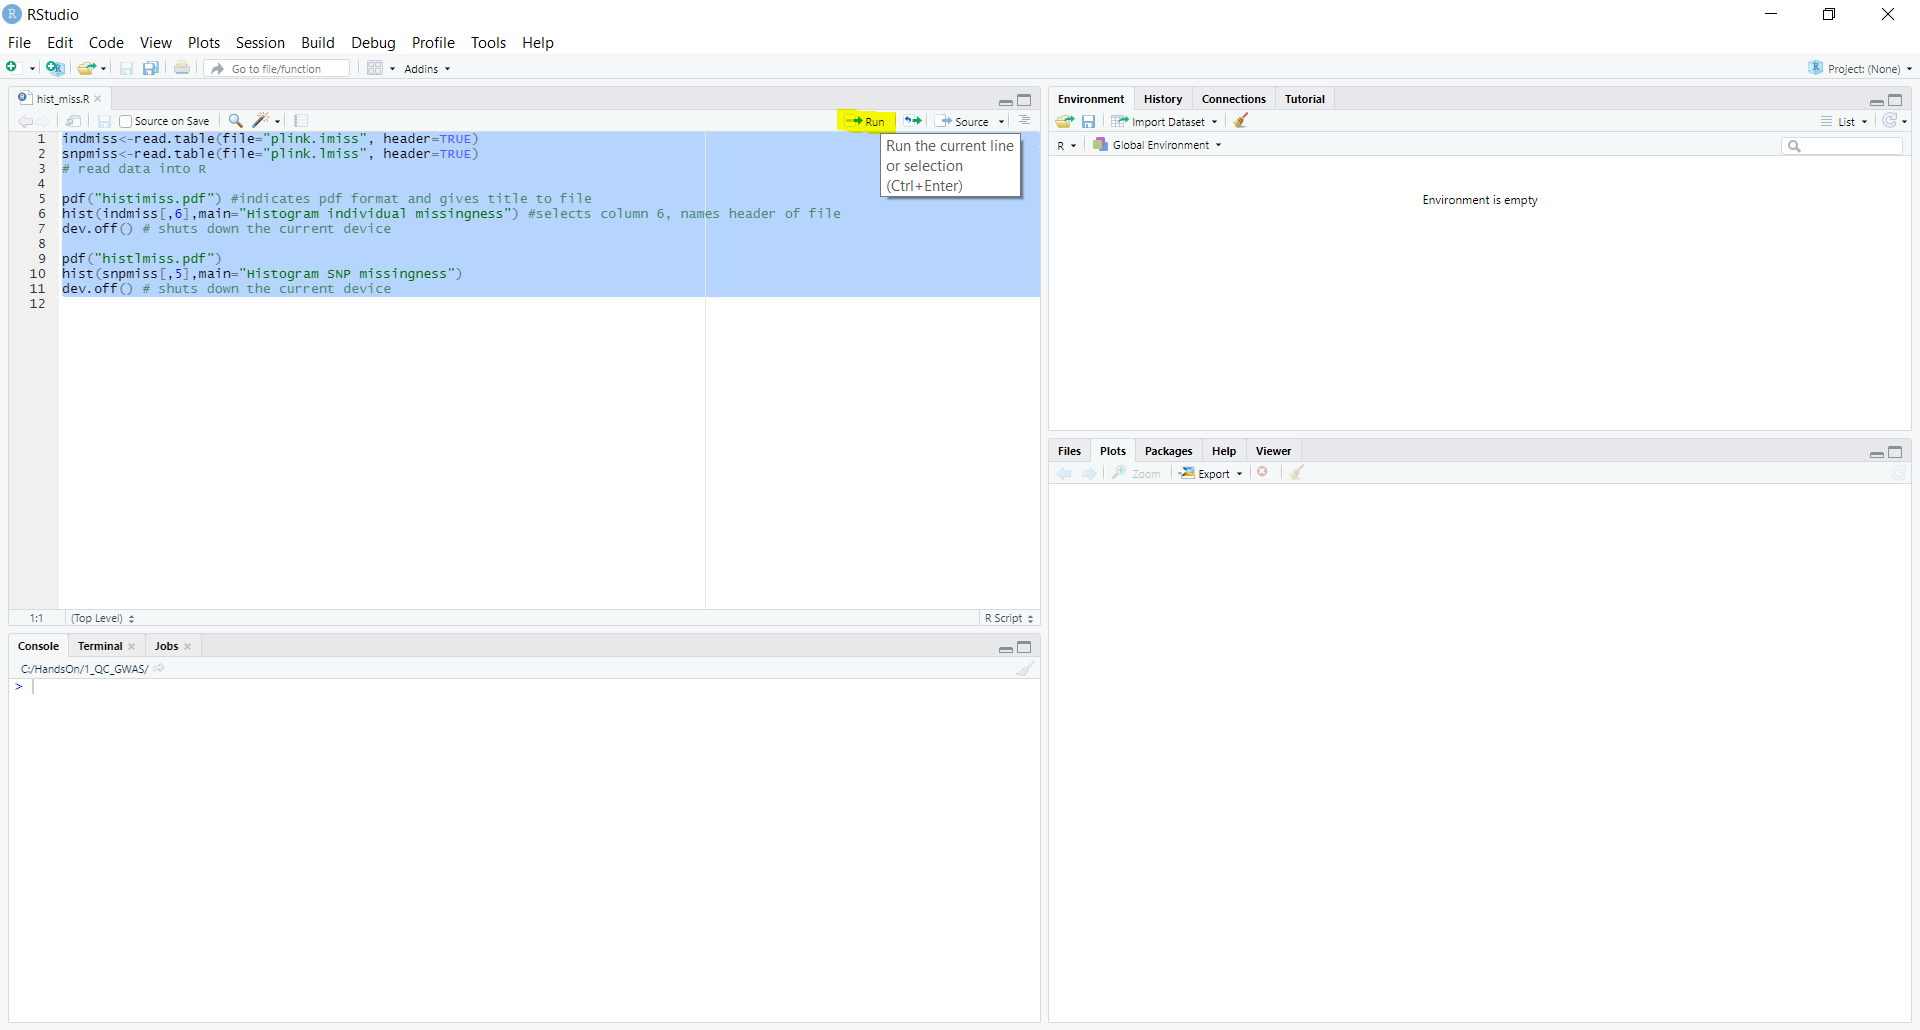 RStudio
File Edit Code View Plots Session Build Debug Profile Tools Help
Go to file/function Addins Project: (None)
hist_miss.R
Source on Save Run Source
1 indmiss<-read.table(file="plink.imiss", header=TRUE)
2 snpmiss<-read.table(file="plink.lmiss", header=TRUE)
3 # read data into R
4
5 pdf("histimiss.pdf") #indicates pdf format and gives title to file
6 hist(indmiss[,6],main="Histogram individual missingness") #selects column 6, names header of file
7 dev.off() # shuts down the current device
8
9 pdf("histlmiss.pdf")
10 hist(snpmiss[,5],main="Histogram SNP missingness")
11 dev.off() # shuts down the current device
12
Run the current line
or selection
(Ctrl+Enter)
1:1 (Top Level) R Script
Console Terminal Jobs
C:/HandsOn/1_QC_GWAS/
>
Environment History Connections Tutorial
Import Dataset List
R Global Environment
Environment is empty
Files Plots Packages Help Viewer
Zoom Export